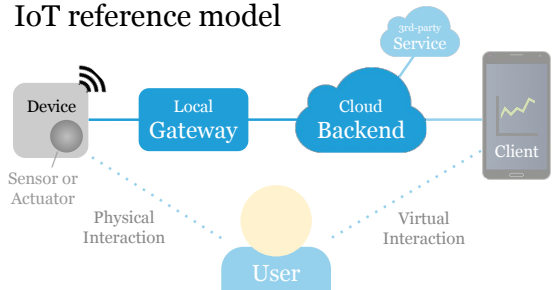 IoT reference model
3rd-party
Service
Device
Local
Gateway
Cloud
Backend
Client
Sensor or
Actuator
Physical
Interaction
Virtual
Interaction
User